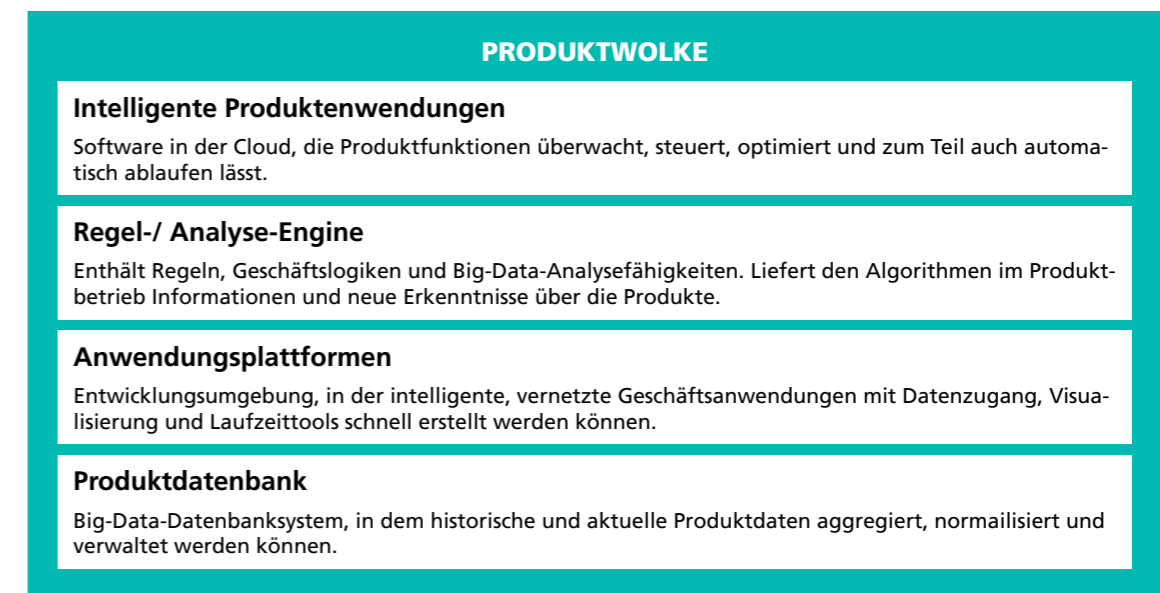 PRODUKTWOLKE
Intelligente Produktenwendungen
Software in der Cloud, die Produktfunktionen überwacht, steuert, optimiert und zum Teil auch automa-
tisch ablaufen lässt.
Regel-/ Analyse-Engine
Enthält Regeln, Geschäftslogiken und Big-Data-Analysefähigkeiten. Liefert den Algorithmen im Produkt-
betrieb Informationen und neue Erkenntnisse über die Produkte.
Anwendungsplattformen
Entwicklungsumgebung, in der intelligente, vernetzte Geschäftsanwendungen mit Datenzugang, Visua-
lisierung und Laufzeittools schnell erstellt werden können.
Produktdatenbank
Big-Data-Datenbanksystem, in dem historische und aktuelle Produktdaten aggregiert, normailisiert und
verwaltet werden können.